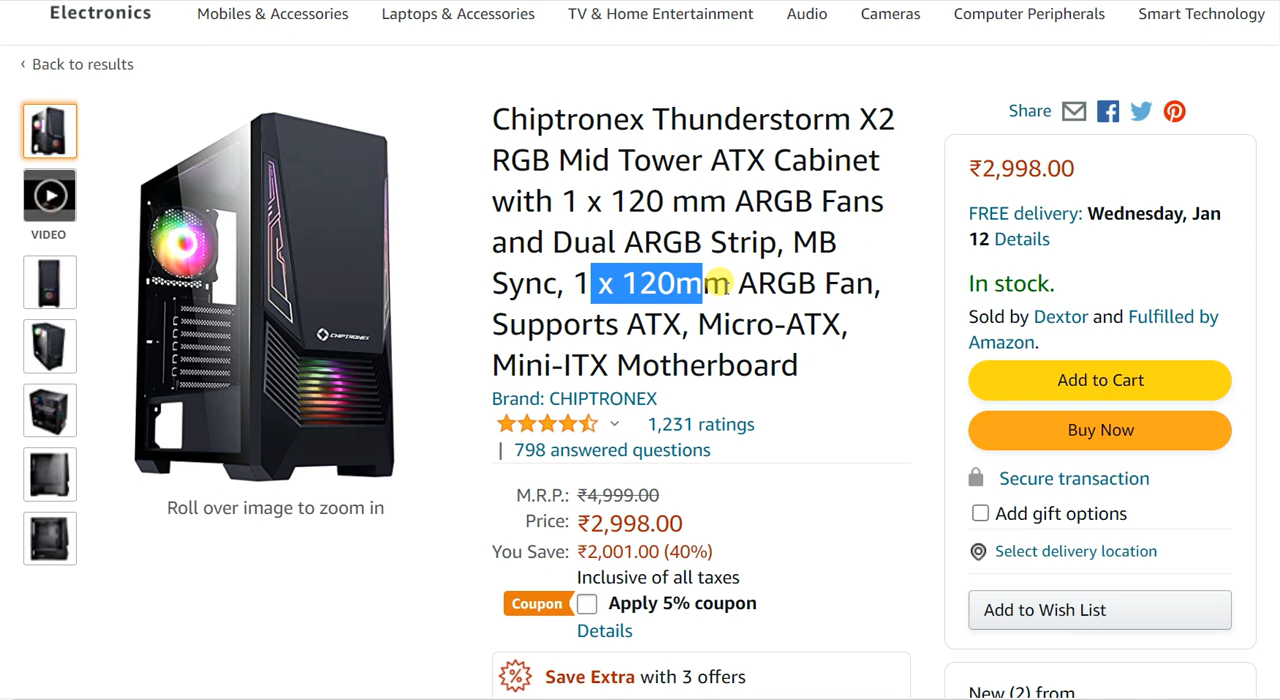 Electronics
Mobiles & Accessories
Laptops & Accessories
TV & Home Entertainment
Audio
Cameras
Computer Peripherals
Smart Technology
‹ Back to results
VIDEO
CHIPTRONEX
Roll over image to zoom in
Chiptronex Thunderstorm X2
RGB Mid Tower ATX Cabinet
with 1 x 120 mm ARGB Fans
and Dual ARGB Strip, MB
Sync, 1 x 120mm ARGB Fan,
Supports ATX, Micro-ATX,
Mini-ITX Motherboard
Brand: CHIPTRONEX
1,231 ratings
| 798 answered questions
M.R.P.: ₹4,999.00
Price: ₹2,998.00
You Save: ₹2,001.00 (40%)
Inclusive of all taxes
Coupon Apply 5% coupon
Details
% Save Extra with 3 offers
Share
₹2,998.00
FREE delivery: Wednesday, Jan
12 Details
In stock.
Sold by Dextor and Fulfilled by
Amazon.
Add to Cart
Buy Now
Secure transaction
Add gift options
Select delivery location
Add to Wish List
New (2) from